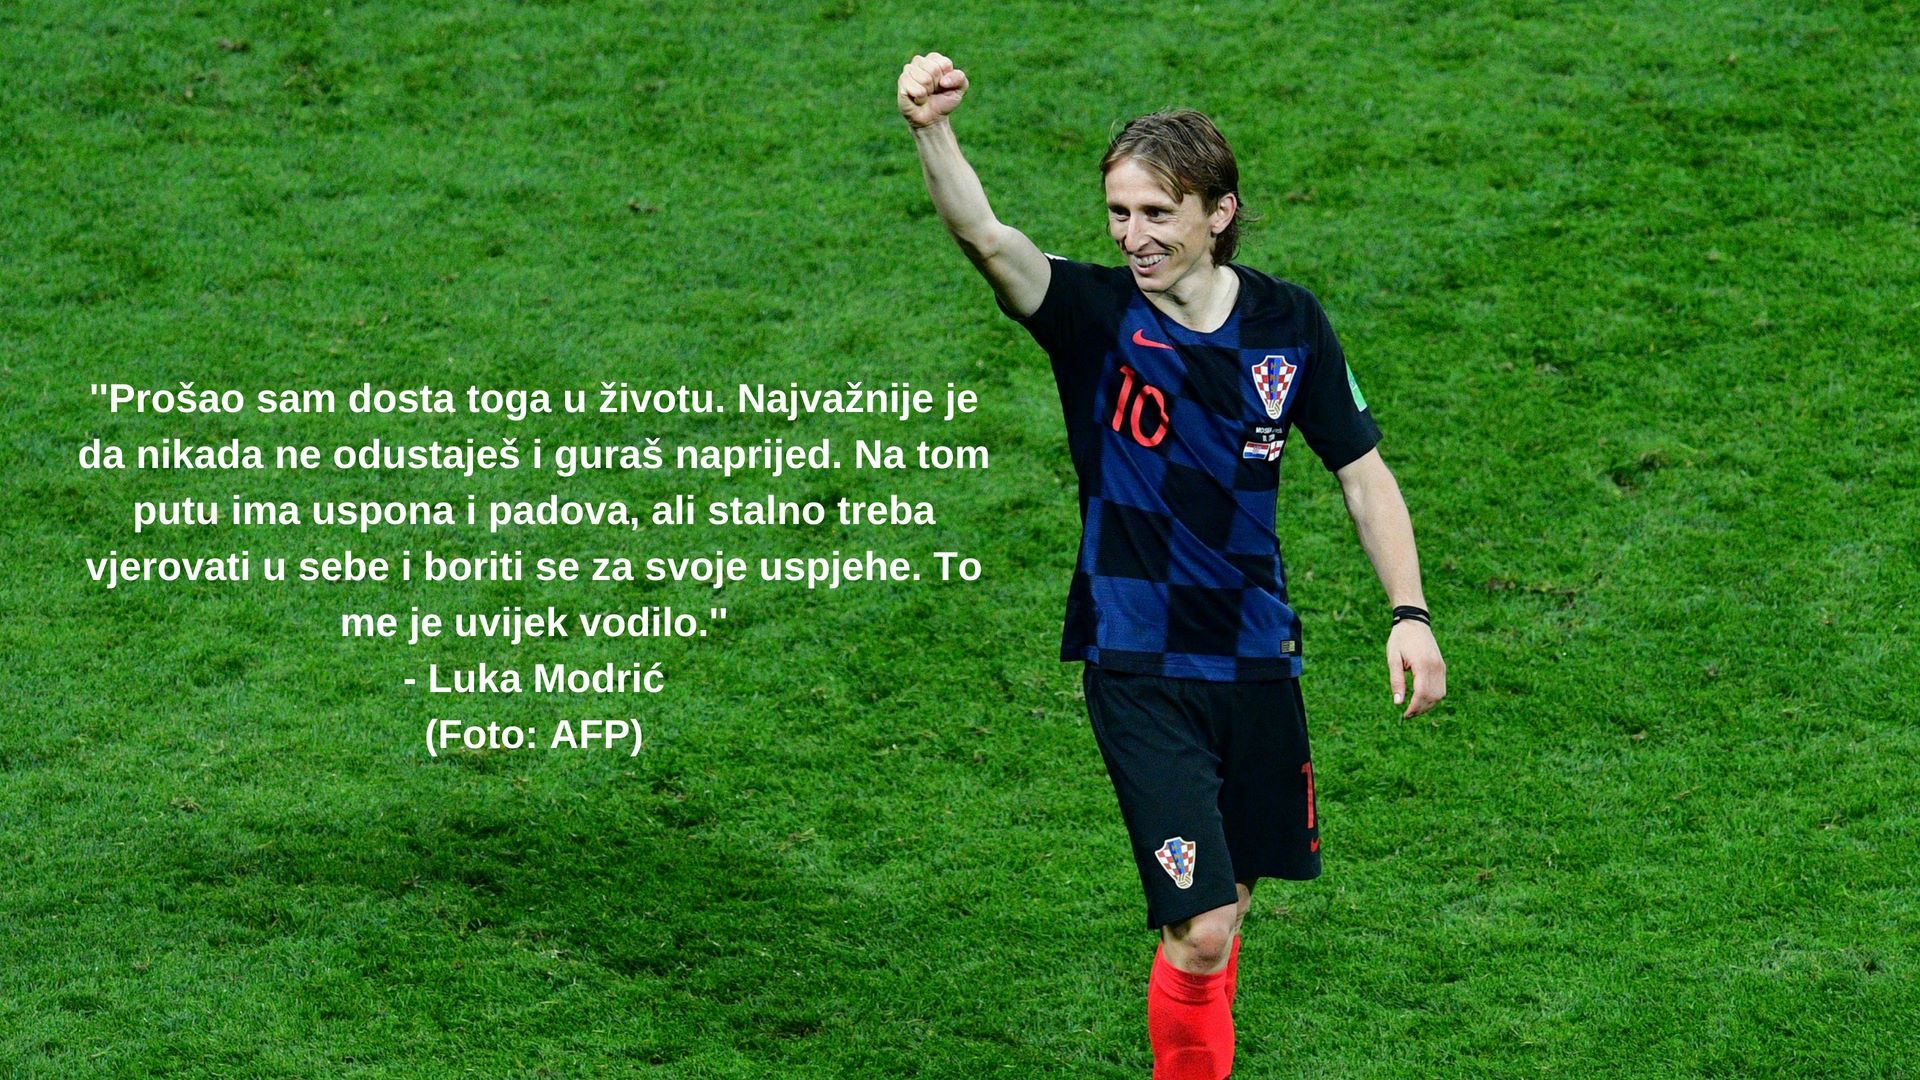 "Prošao sam dosta toga u životu. Najvažnije je
da nikada ne odustaješ i guraš naprijed. Na tom
putu ima uspona i padova, ali stalno treba
vjerovati u sebe i boriti se za svoje uspjehe. To
me je uvijek vodilo."
- Luka Modrić
(Foto: AFP)
10
1